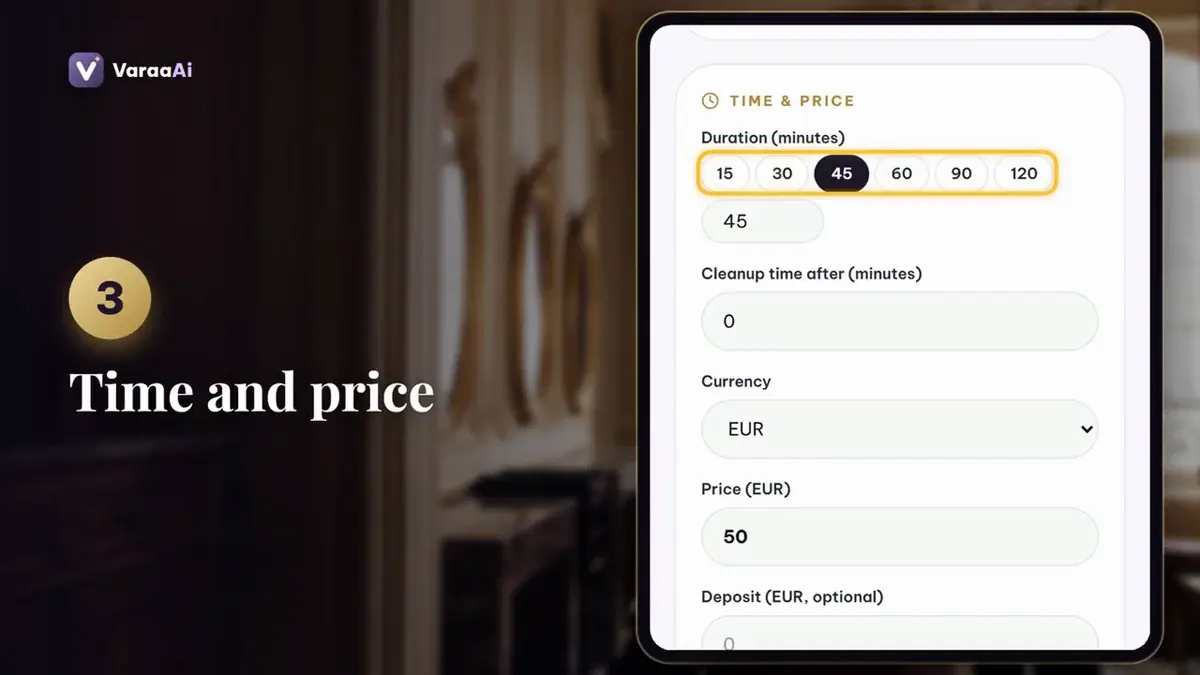 VaraaAi
3
Time and price
TIME & PRICE
Duration (minutes)
15 30 45 60 90 120
45
Cleanup time after (minutes)
0
Currency
EUR
Price (EUR)
50
Deposit (EUR, optional)
0